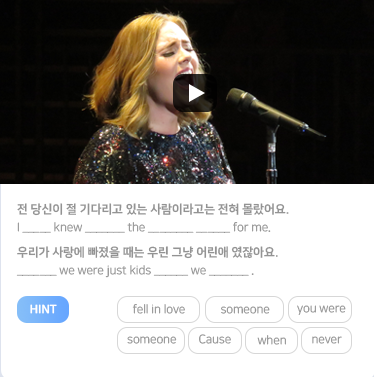 전 당신이 절 기다리고 있는 사람이라고는 전혀 몰랐어요.
I _____ knew _______ the ________ ______ for me.
우리가 사랑에 빠졌을 때는 우린 그냥 어린애 였잖아요.
_______ we were just kids ______ we _______ .
HINT
fell in love someone you were
someone Cause when never